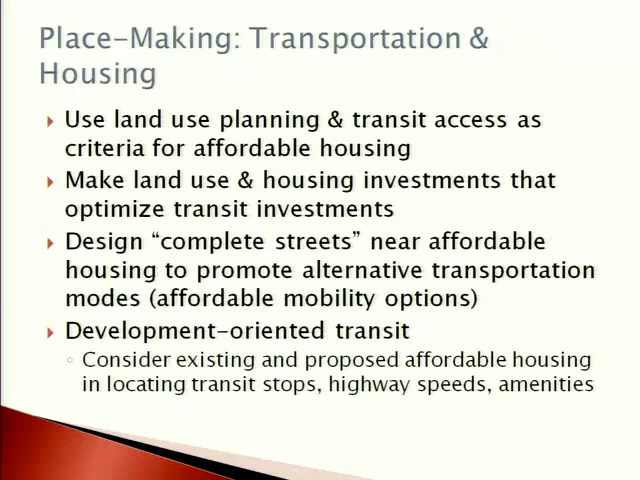 Place-Making: Transportation &
Housing
Use land use planning & transit access as
criteria for affordable housing
Make land use & housing investments that
optimize transit investments
Design “complete streets” near affordable
housing to promote alternative transportation
modes (affordable mobility options)
Development-oriented transit
Consider existing and proposed affordable housing
in locating transit stops, highway speeds, amenities